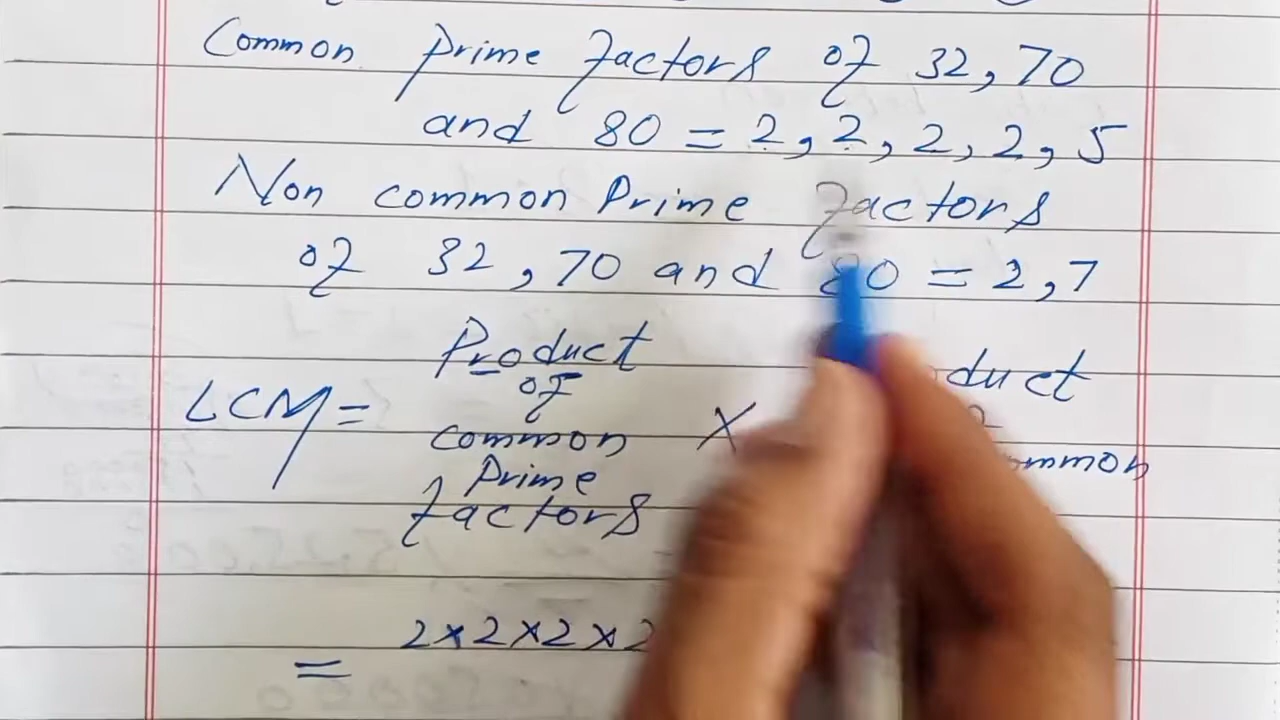 Common Prime factors of 32, 70
and 80 = 2, 2, 2, 2, 5
Non common Prime factors
of 32, 70 and 80 = 2, 7
Product
of
LCM =
common X
Prime
factors
= 2×2×2×2